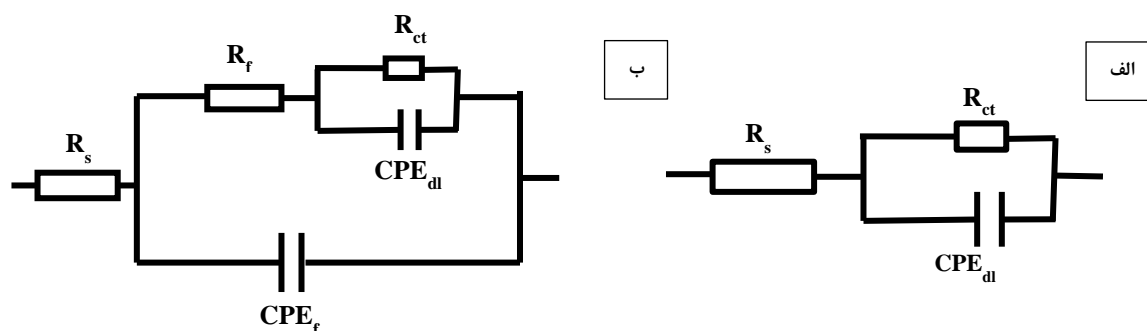 الف
R_ct
R_s
CPE_dl
ب
R_ct
R_f
CPE_dl
R_s
CPE_f